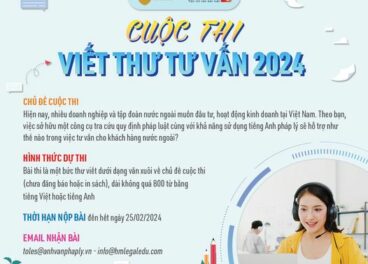 CUỘC THI
VIẾT THƯ TƯ VẤN 2024
CHỦ ĐỀ CUỘC THI
Hiện nay, nhiều doanh nghiệp và tập đoàn nước ngoài muốn đầu tư, hoạt động kinh doanh tại Việt Nam. Theo bạn,
việc sở hữu một công cụ tra cứu quy định pháp luật cùng với khả năng sử dụng tiếng Anh pháp lý sẽ hỗ trợ như
thế nào trong việc tư vấn cho khách hàng nước ngoài?
HÌNH THỨC DỰ THI
Bài thi là một bức thư viết dưới dạng văn xuôi về chủ đề cuộc thi
(chưa đăng báo hoặc in sách), dài không quá 800 từ bằng
tiếng Việt hoặc tiếng Anh
THỜI HẠN NỘP BÀI đến hết ngày 25/02/2024
EMAIL NHẬN BÀI
toles@anhvanphaply.vn - info@hmlegaledu.com